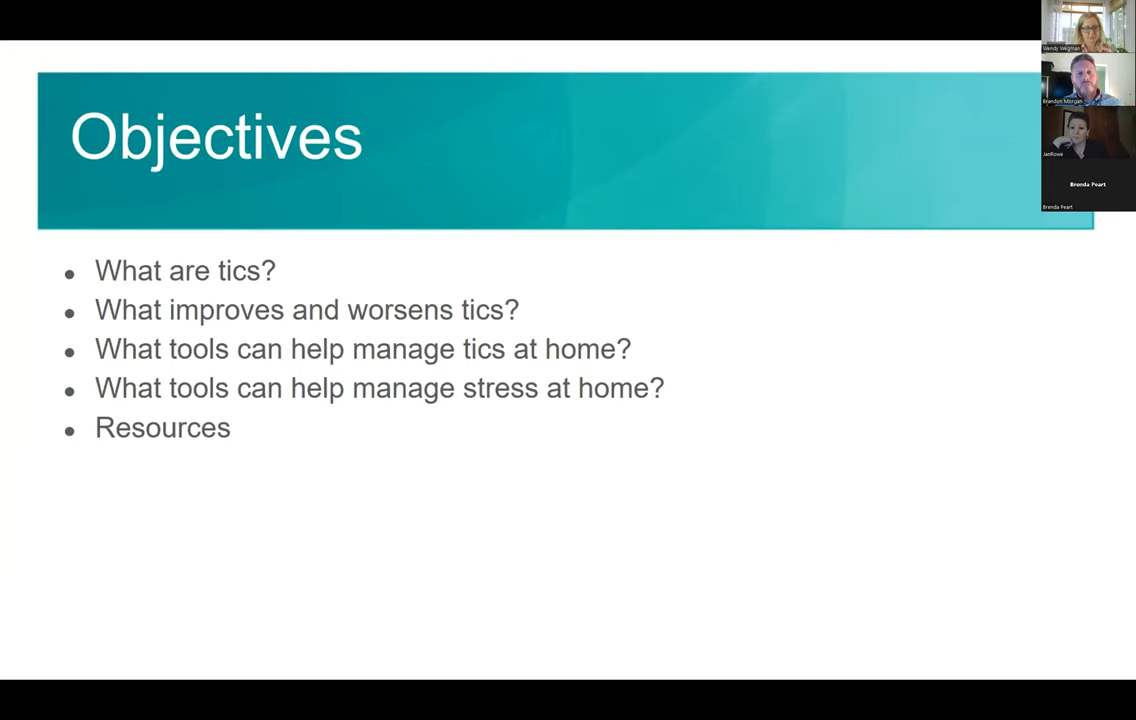 Objectives
• What are tics?
• What improves and worsens tics?
• What tools can help manage tics at home?
• What tools can help manage stress at home?
• Resources
Wendy Wegman
Brandon Morgan
JanRowe
Brenda Peart
Brenda Peart